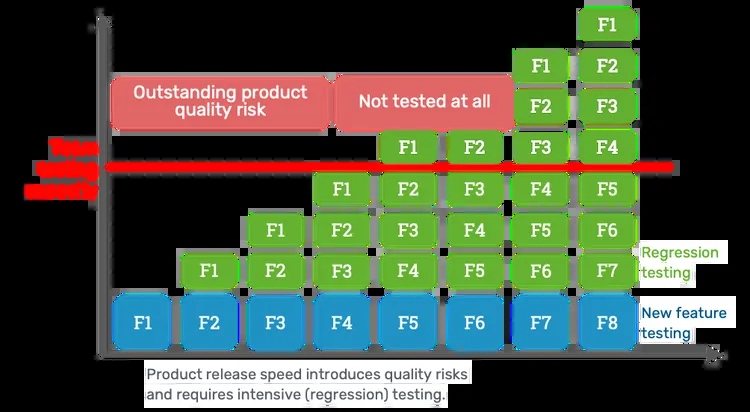 F1
F1 F2
Outstanding product
quality risk
Not tested at all
F2 F3
F1 F2 F3 F4
F1 F2 F3 F4 F5
F1 F2 F3 F4 F5 F6
F1 F2 F3 F4 F5 F6 F7
Regression
testing
F1 F2 F3 F4 F5 F6 F7 F8
New feature
testing
Product release speed introduces quality risks
and requires intensive (regression) testing.